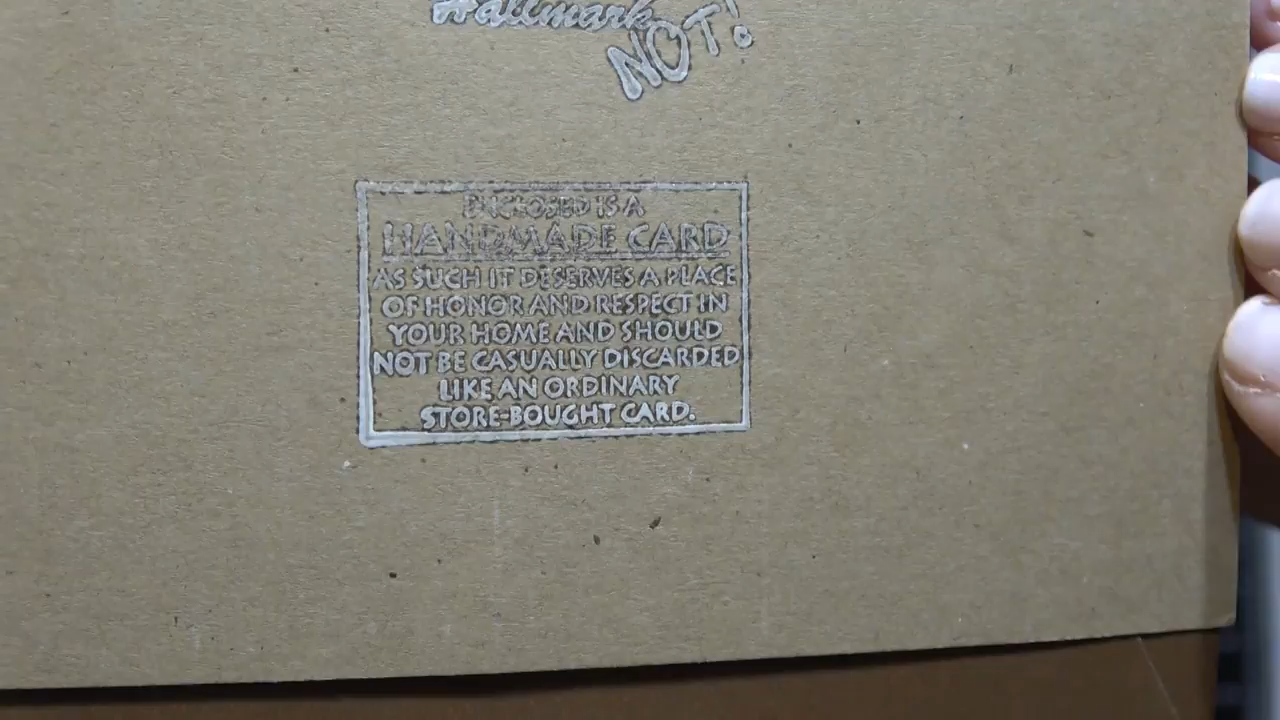 Hallmark
NOT!
ENCLOSED IS A
HANDMADE CARD
AS SUCH IT DESERVES A PLACE
OF HONOR AND RESPECT IN
YOUR HOME AND SHOULD
NOT BE CASUALLY DISCARDED
LIKE AN ORDINARY
STORE-BOUGHT CARD.